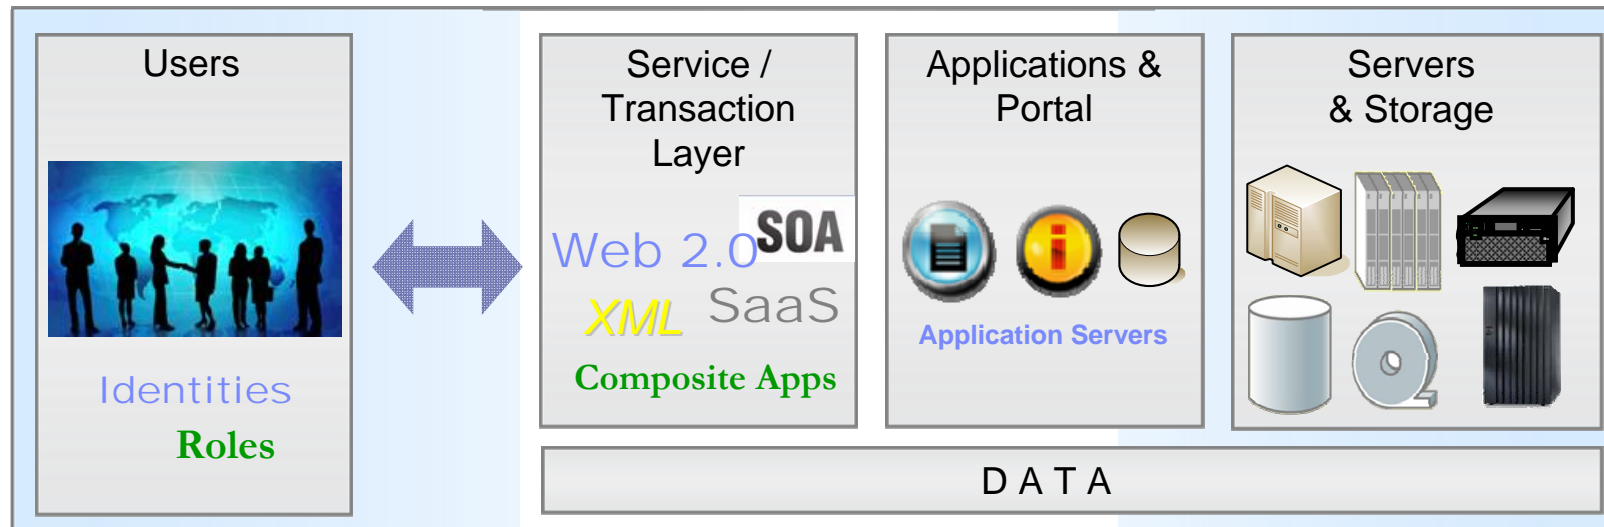 Users
Identities
Roles
Service /
Transaction
Layer
SOA
Web 2.0
XML
SaaS
Composite Apps
Applications &
Portal
i
Application Servers
Servers
& Storage
D A T A